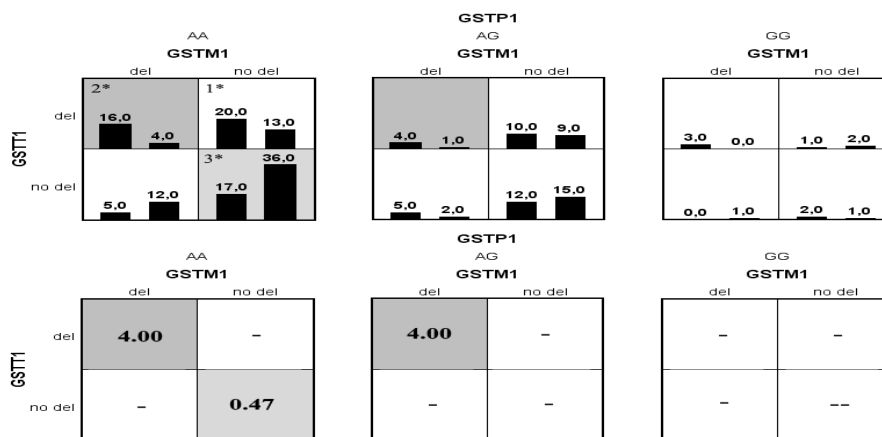 GSTP1
AA AG GG
GSTM1 GSTM1 GSTM1
del no del del no del del no del
2* 1*
del 16,0 4,0 20,0 13,0 4,0 1,0 10,0 9,0 3,0 0,0 1,0 2,0
GSTT1
3*
no del 5,0 12,0 17,0 36,0 5,0 2,0 12,0 15,0 0,0 1,0 2,0 1,0
GSTP1
AA AG GG
GSTM1 GSTM1 GSTM1
del no del del no del del no del
del 4.00 - 4.00 - - -
GSTT1
no del - 0.47 - - - --